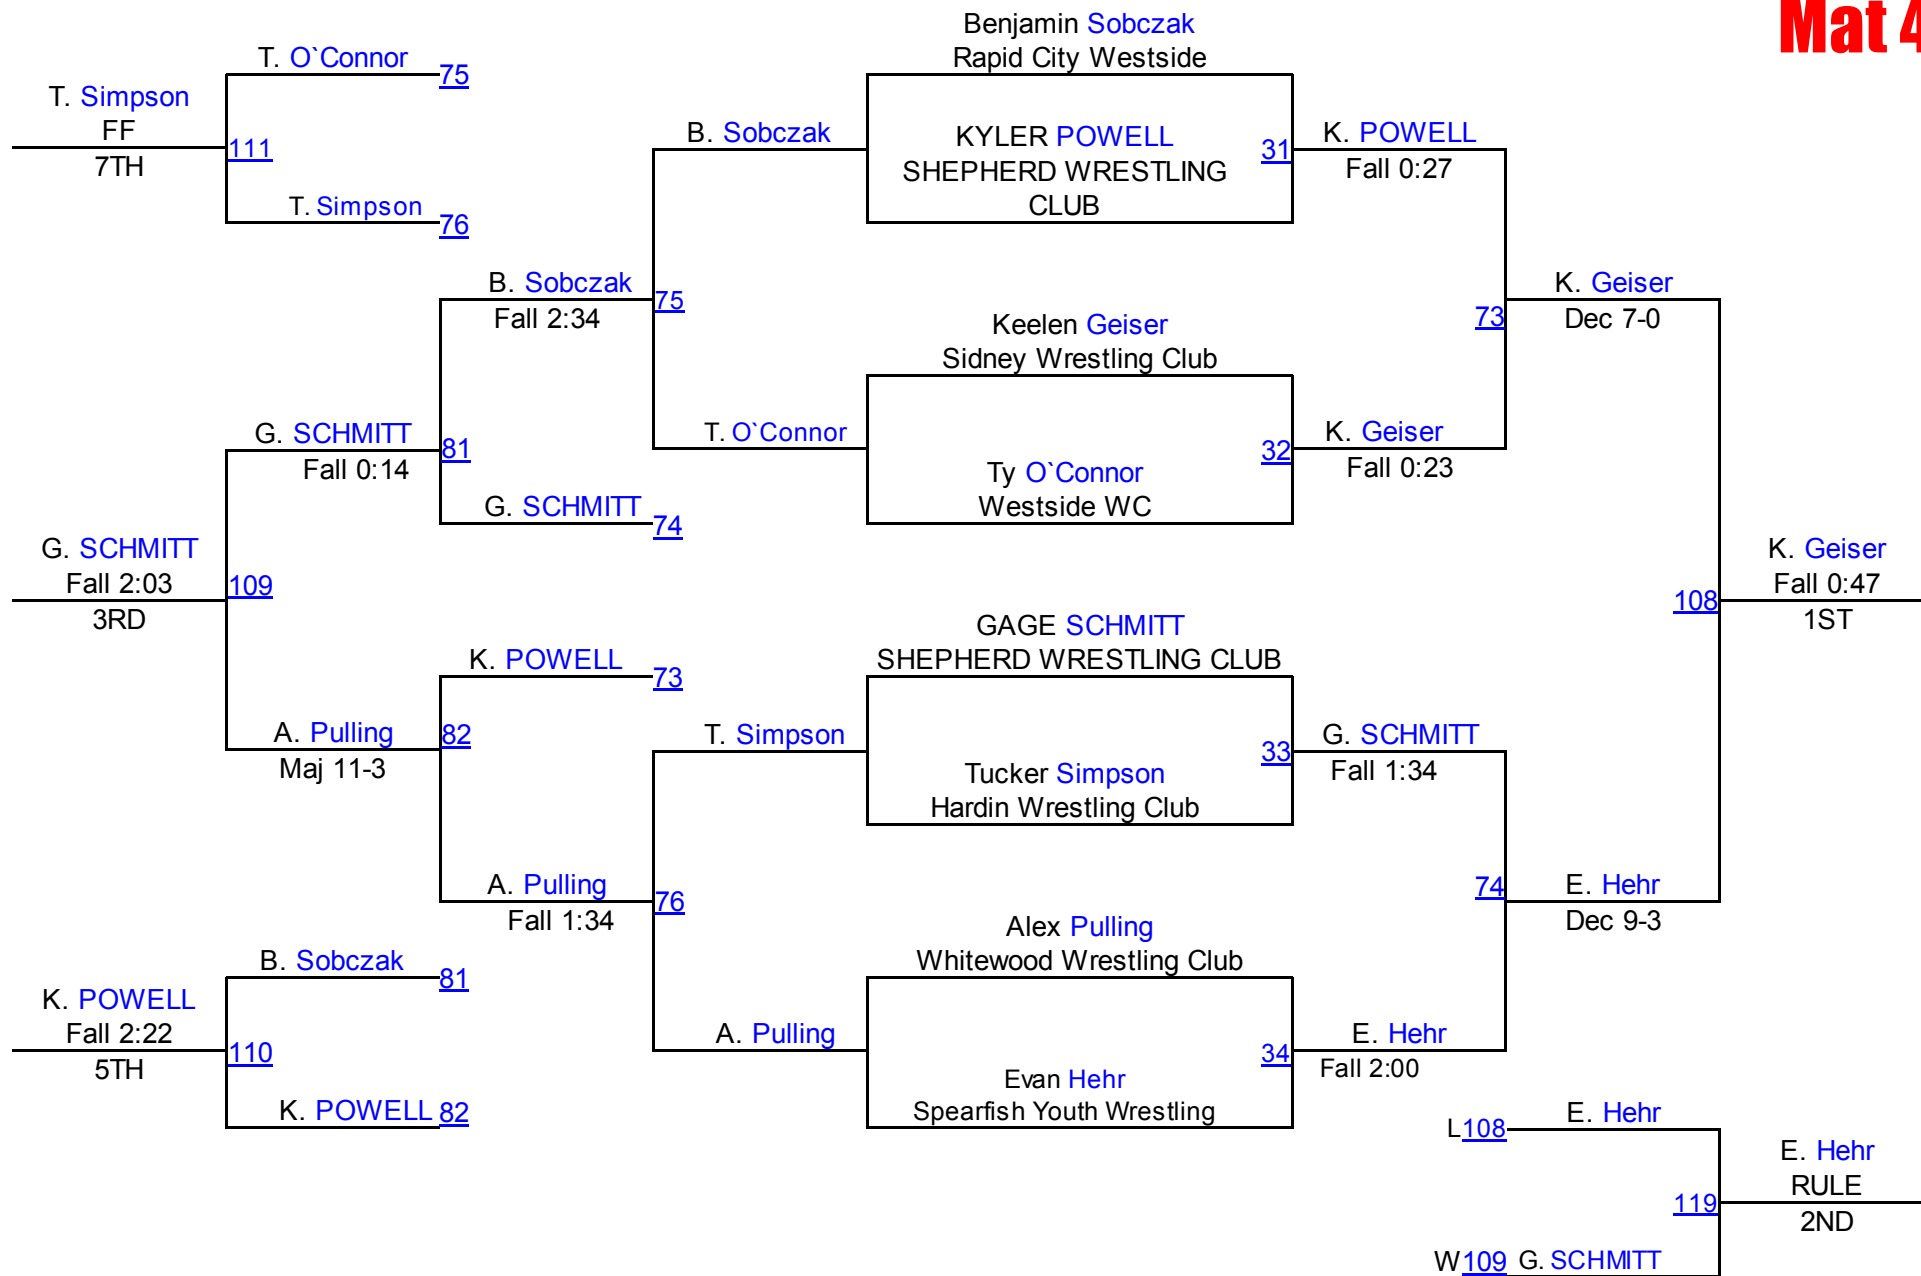 Mat 4
Benjamin Sobczak
Rapid City Westside
T. O`Connor
75
T. Simpson
FF
7TH
111
T. Simpson
76
B. Sobczak
KYLER POWELL
SHEPHERD WRESTLING
CLUB
31
K. POWELL
Fall 0:27
B. Sobczak
Fall 2:34
75
Keelen Geiser
Sidney Wrestling Club
73
K. Geiser
Dec 7-0
G. SCHMITT
Fall 0:14
81
T. O`Connor
Ty O`Connor
Westside WC
32
K. Geiser
Fall 0:23
G. SCHMITT
74
G. SCHMITT
Fall 2:03
3RD
109
108
K. Geiser
Fall 0:47
1ST
GAGE SCHMITT
SHEPHERD WRESTLING CLUB
K. POWELL
73
A. Pulling
Maj 11-3
82
T. Simpson
Tucker Simpson
Hardin Wrestling Club
33
G. SCHMITT
Fall 1:34
A. Pulling
Fall 1:34
76
74
E. Hehr
Dec 9-3
Alex Pulling
Whitewood Wrestling Club
B. Sobczak
81
K. POWELL
Fall 2:22
5TH
110
A. Pulling
Evan Hehr
Spearfish Youth Wrestling
34
E. Hehr
Fall 2:00
K. POWELL
82
L108
E. Hehr
119
E. Hehr
RULE
2ND
W109 G. SCHMITT